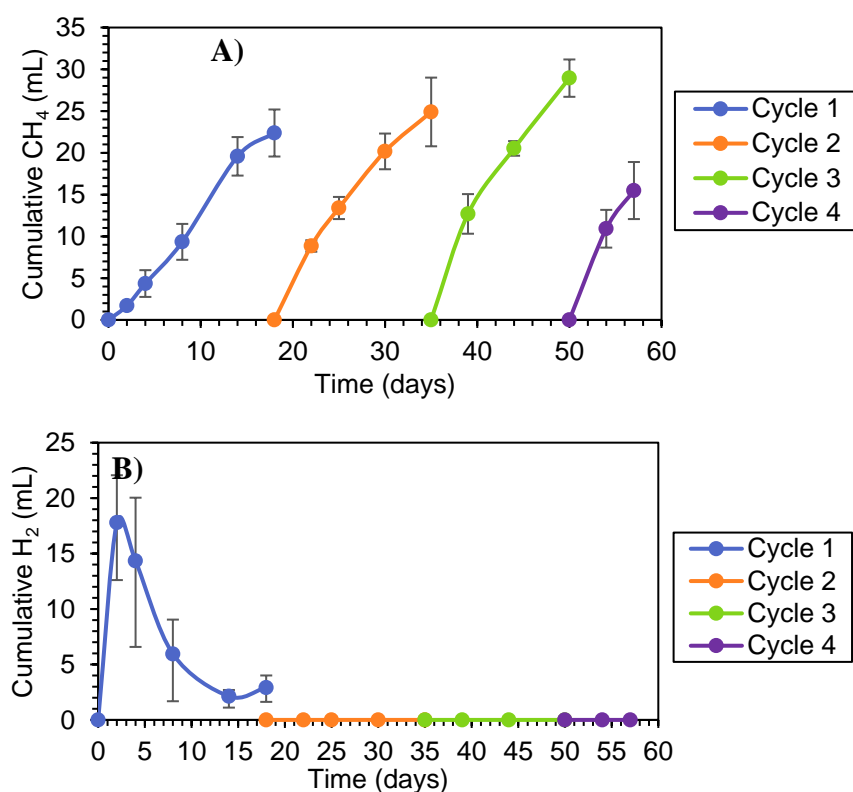 A)
Cumulative CH₄ (mL)
35
30
25
20
15
10
5
0
0 10 20 30 40 50 60
Time (days)
Cycle 1
Cycle 2
Cycle 3
Cycle 4
B)
Cumulative H₂ (mL)
25
20
15
10
5
0
0 5 10 15 20 25 30 35 40 45 50 55 60
Time (days)
Cycle 1
Cycle 2
Cycle 3
Cycle 4